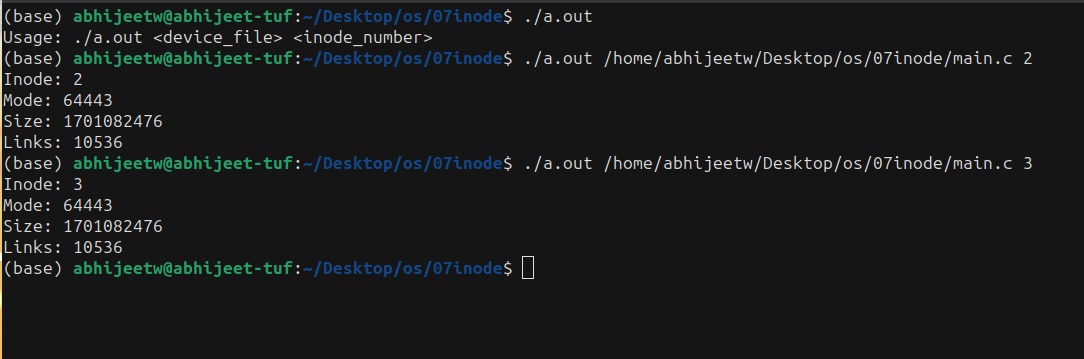 (base) abhijeetw@abhijeet-tuf:~/Desktop/os/07inode$ ./a.out
Usage: ./a.out <device_file> <inode_number>
(base) abhijeetw@abhijeet-tuf:~/Desktop/os/07inode$ ./a.out /home/abhijeetw/Desktop/os/07inode/main.c 2
Inode: 2
Mode: 64443
Size: 1701082476
Links: 10536
(base) abhijeetw@abhijeet-tuf:~/Desktop/os/07inode$ ./a.out /home/abhijeetw/Desktop/os/07inode/main.c 3
Inode: 3
Mode: 64443
Size: 1701082476
Links: 10536
(base) abhijeetw@abhijeet-tuf:~/Desktop/os/07inode$